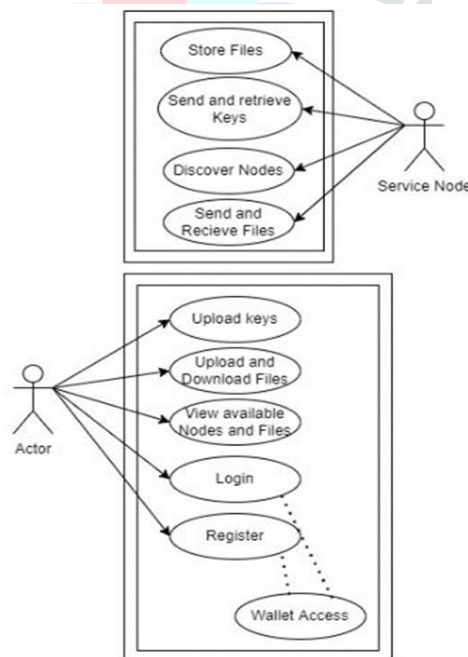 Store Files
Send and retrieve
Keys
Discover Nodes
Send and
Recieve Files
Service Node
Upload keys
Upload and
Download Files
View available
Nodes and Files
Actor
Login
Register
Wallet Access